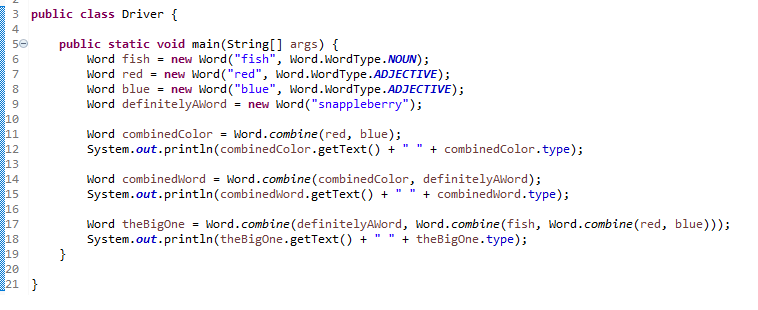 3 public class Driver {
4
5 public static void main(String[] args) {
6 Word fish = new Word("fish", Word.WordType.NOUN);
7 Word red = new Word("red", Word.WordType.ADJECTIVE);
8 Word blue = new Word("blue", Word.WordType.ADJECTIVE);
9 Word definitelyAWord = new Word("snappleberry");
10
11 Word combinedColor = Word.combine(red, blue);
12 System.out.println(combinedColor.getText() + " " + combinedColor.type);
13
14 Word combinedWord = Word.combine(combinedColor, definitelyAWord);
15 System.out.println(combinedWord.getText() + " " + combinedWord.type);
16
17 Word theBigOne = Word.combine(definitelyAWord, Word.combine(fish, Word.combine(red, blue)));
18 System.out.println(theBigOne.getText() + " " + theBigOne.type);
19 }
20
21 }